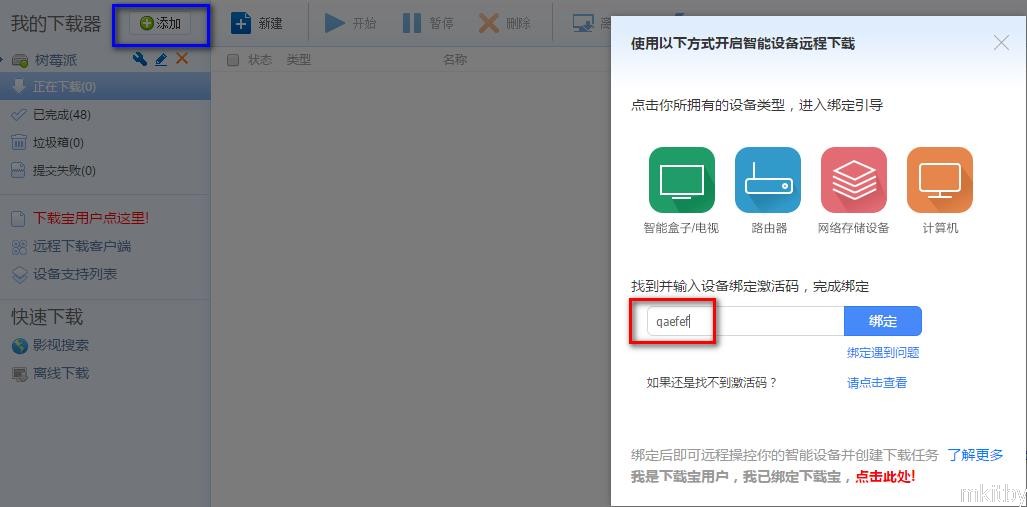 我的下载器
添加
新建
开始
暂停
删除
树莓派
状态 类型 名称
正在下载(0)
已完成(48)
垃圾箱(0)
提交失败(0)
下载宝用户点这里!
远程下载客户端
设备支持列表
快速下载
影视搜索
离线下载
使用以下方式开启智能设备远程下载
点击你所拥有的设备类型，进入绑定引导
智能盒子/电视 路由器 网络存储设备 计算机
找到并输入设备绑定激活码，完成绑定
qaefef 绑定
绑定遇到问题
如果还是找不到激活码？ 请点击查看
绑定后即可远程操控你的智能设备并创建下载任务 了解更多
我是下载宝用户，我已绑定下载宝，点击此处!
mkitby